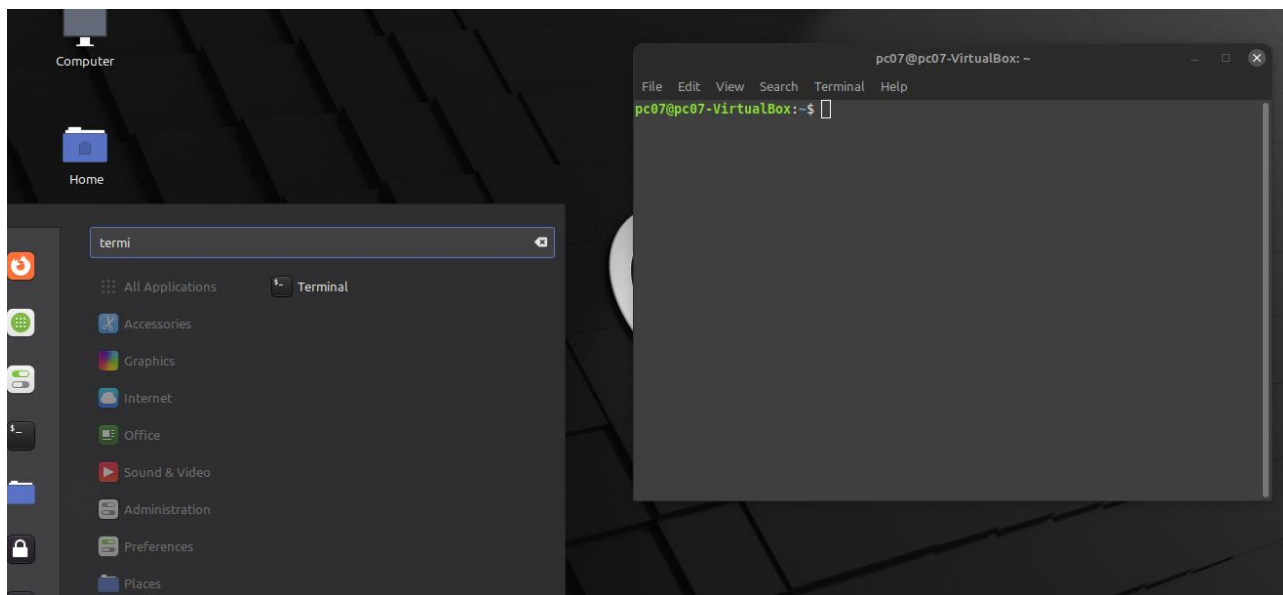 Computer
Home
termi
All Applications
Terminal
Accessories
Graphics
Internet
Office
Sound & Video
Administration
Preferences
Places
$_
pc07@pc07-VirtualBox: ~
File Edit View Search Terminal Help
pc07@pc07-VirtualBox:~$